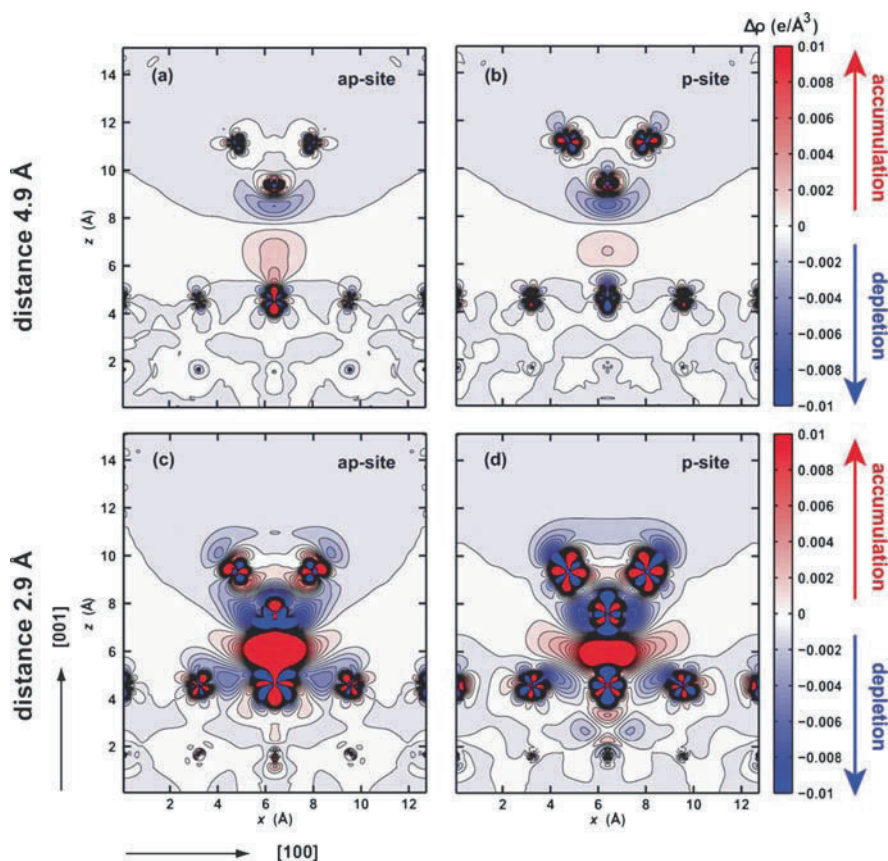 Δρ (e/Å³)
(a) ap-site
(b) p-site
14
12
10
8
6
4
2
z (Å)
distance 4.9 Å
0.01
0.008
0.006
0.004
0.002
0
−0.002
−0.004
−0.006
−0.008
−0.01
accumulation
depletion
(c) ap-site
(d) p-site
14
12
10
8
6
4
2
z (Å)
distance 2.9 Å
[001]
0.01
0.008
0.006
0.004
0.002
0
−0.002
−0.004
−0.006
−0.008
−0.01
accumulation
depletion
2 4 6 8 10 12
2 4 6 8 10 12
x (Å)
x (Å)
[100]